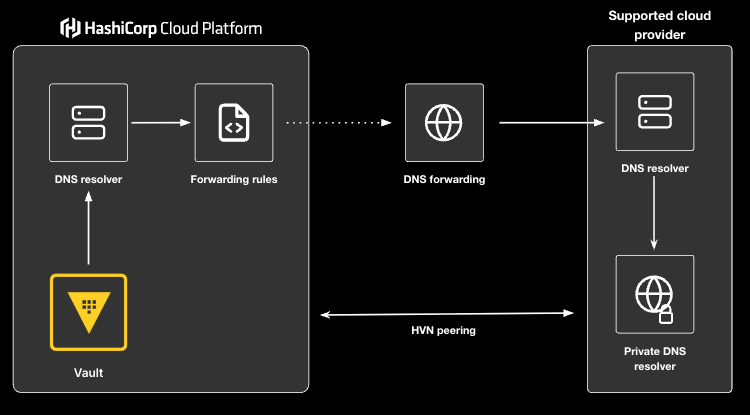 HashiCorp Cloud Platform
Supported cloud
provider
DNS resolver
Forwarding rules
DNS forwarding
DNS resolver
Vault
HVN peering
Private DNS
resolver